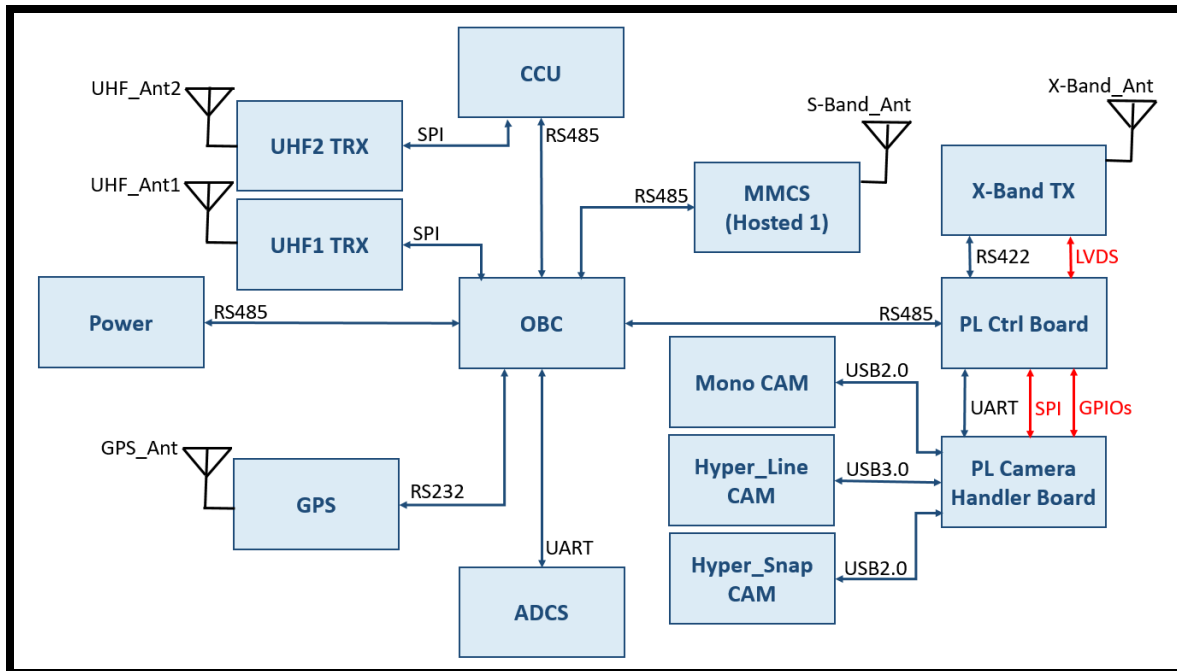 CCU
UHF_Ant2
UHF2 TRX
SPI
RS485
UHF_Ant1
UHF1 TRX
SPI
S-Band_Ant
MMCS
(Hosted 1)
RS485
X-Band_Ant
X-Band TX
RS422
LVDS
Power
RS485
OBC
RS485
PL Ctrl Board
Mono CAM
USB2.0
UART
SPI
GPIOs
GPS_Ant
GPS
RS232
Hyper_Line
CAM
USB3.0
PL Camera
Handler Board
UART
ADCS
Hyper_Snap
CAM
USB2.0